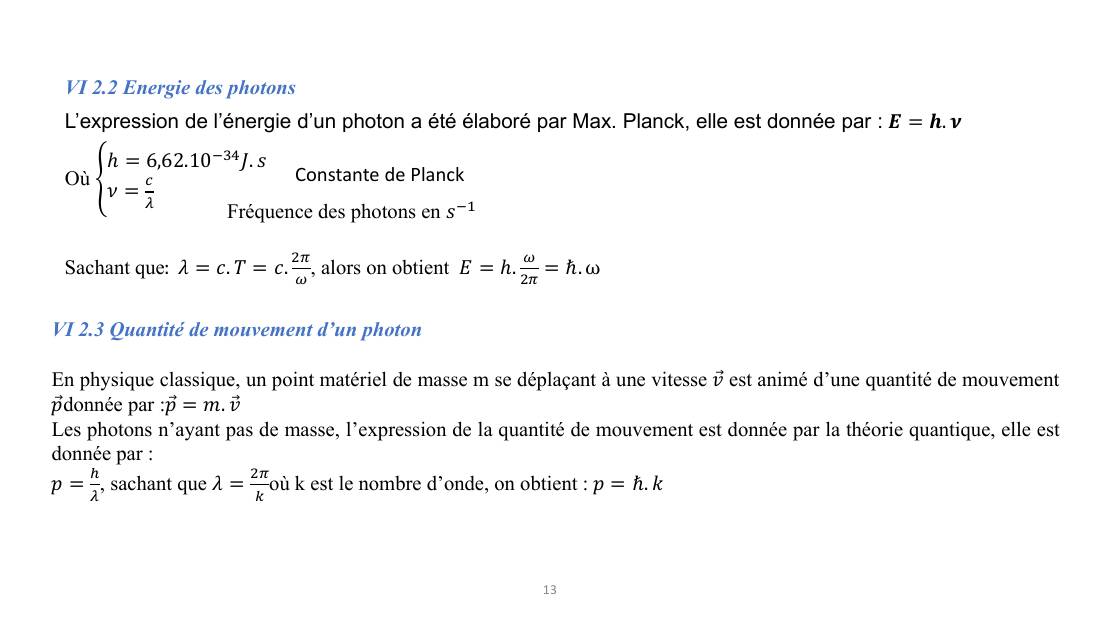 VI 2.2 Energie des photons
L’expression de l’énergie d’un photon a été élaboré par Max. Planck, elle est donnée par : E = h.ν
Où { h = 6,62.10⁻³⁴J.s Constante de Planck
ν = c/λ Fréquence des photons en s⁻¹
Sachant que: λ = c.T = c.2π/ω, alors on obtient E = h.ω/2π = ℏ.ω
VI 2.3 Quantité de mouvement d’un photon
En physique classique, un point matériel de masse m se déplaçant à une vitesse v⃗ est animé d’une quantité de mouvement
p⃗donnée par :p⃗ = m.v⃗
Les photons n’ayant pas de masse, l’expression de la quantité de mouvement est donnée par la théorie quantique, elle est
donnée par :
p = h/λ, sachant que λ = 2π/k où k est le nombre d’onde, on obtient : p = ℏ.k
13